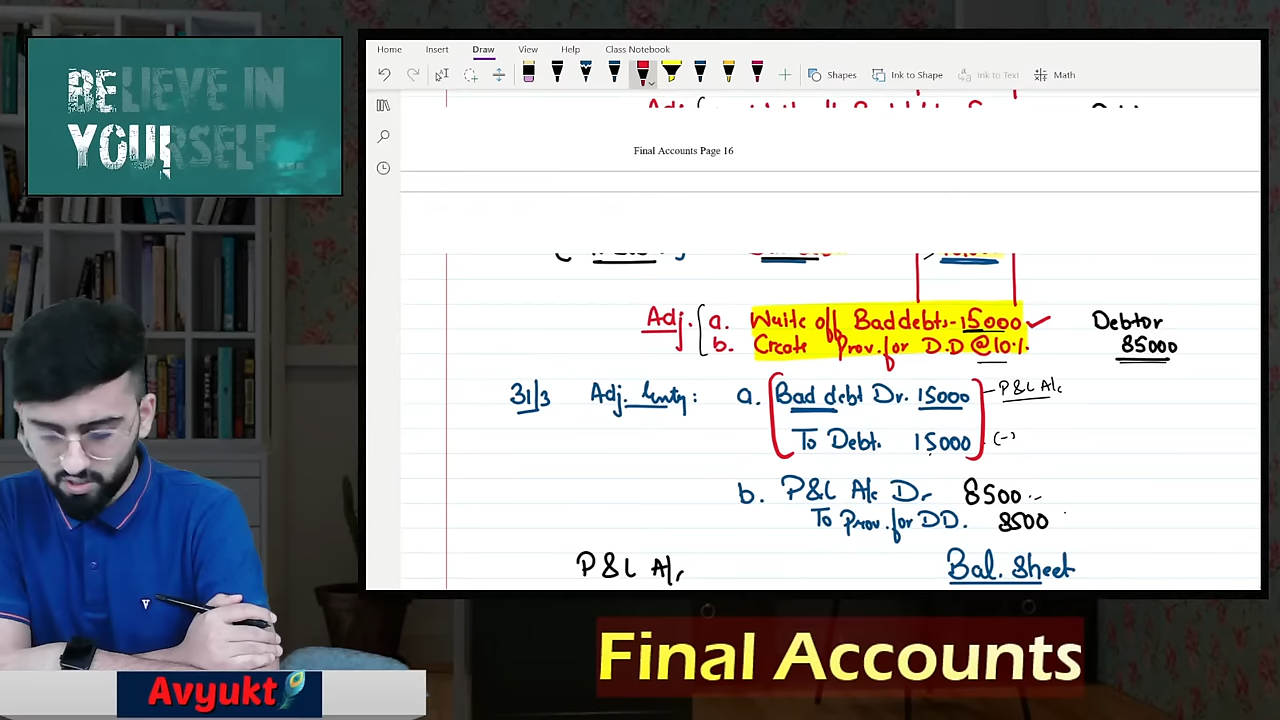 BELIEVE IN
YOURSELF...
Home Insert Draw View Help Class Notebook
Shapes Ink to Shape Ink to Text Math
Final Accounts Page 16
Adj. a. Write off Bad debts - 15000 Debtor
b. Create Prov. for D.D @ 10% 85000
31/3 Adj. Enty: a. Bad debt Dr. 15000 - P&L A/c
To Debt. 15000 (-)
b. P&L A/c Dr 8500
To Prov. for DD. 8500
P&L A/c Bal. Sheet
Final Accounts
Avyukt